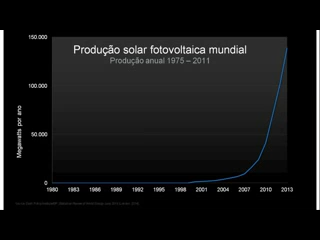 150.000
Produção solar fotovoltaica mundial
Produção anual 1975 – 2011
100.000
50.000
0
Megawatts por ano
1980 1983 1986 1989 1992 1995 1998 2001 2004 2007 2010 2013